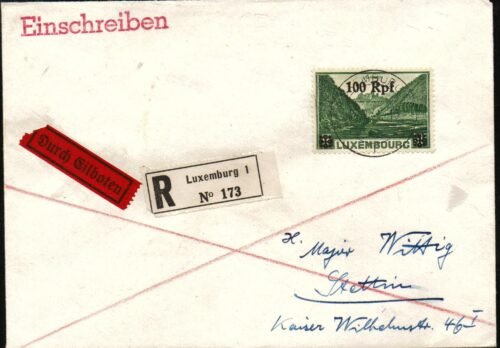 Einschreiben
100 Rpf
LUXEMBOURG
Durch Eilboten
R
Luxemburg 1
No 173
H. Major Wittig
Stettin
Kaiser Wilhelmstr. 46 I